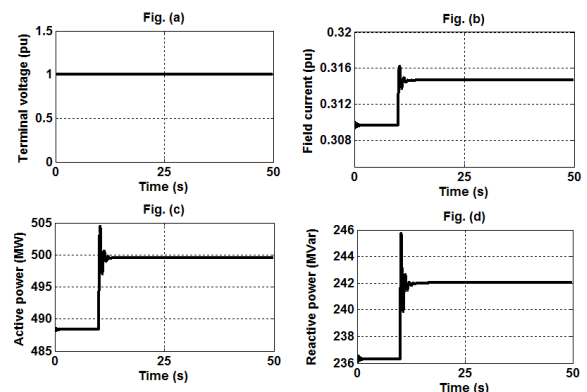 Fig. (a)
Terminal voltage (pu)
1.5
1
0.5
0
0
25
50
Time (s)
Fig. (b)
Field current (pu)
0.32
0.316
0.312
0.308
0
25
50
Time (s)
Fig. (c)
Active power (MW)
505
500
495
490
485
0
25
50
Time (s)
Fig. (d)
Reactive power (MVar)
246
244
242
240
238
236
0
25
50
Time (s)